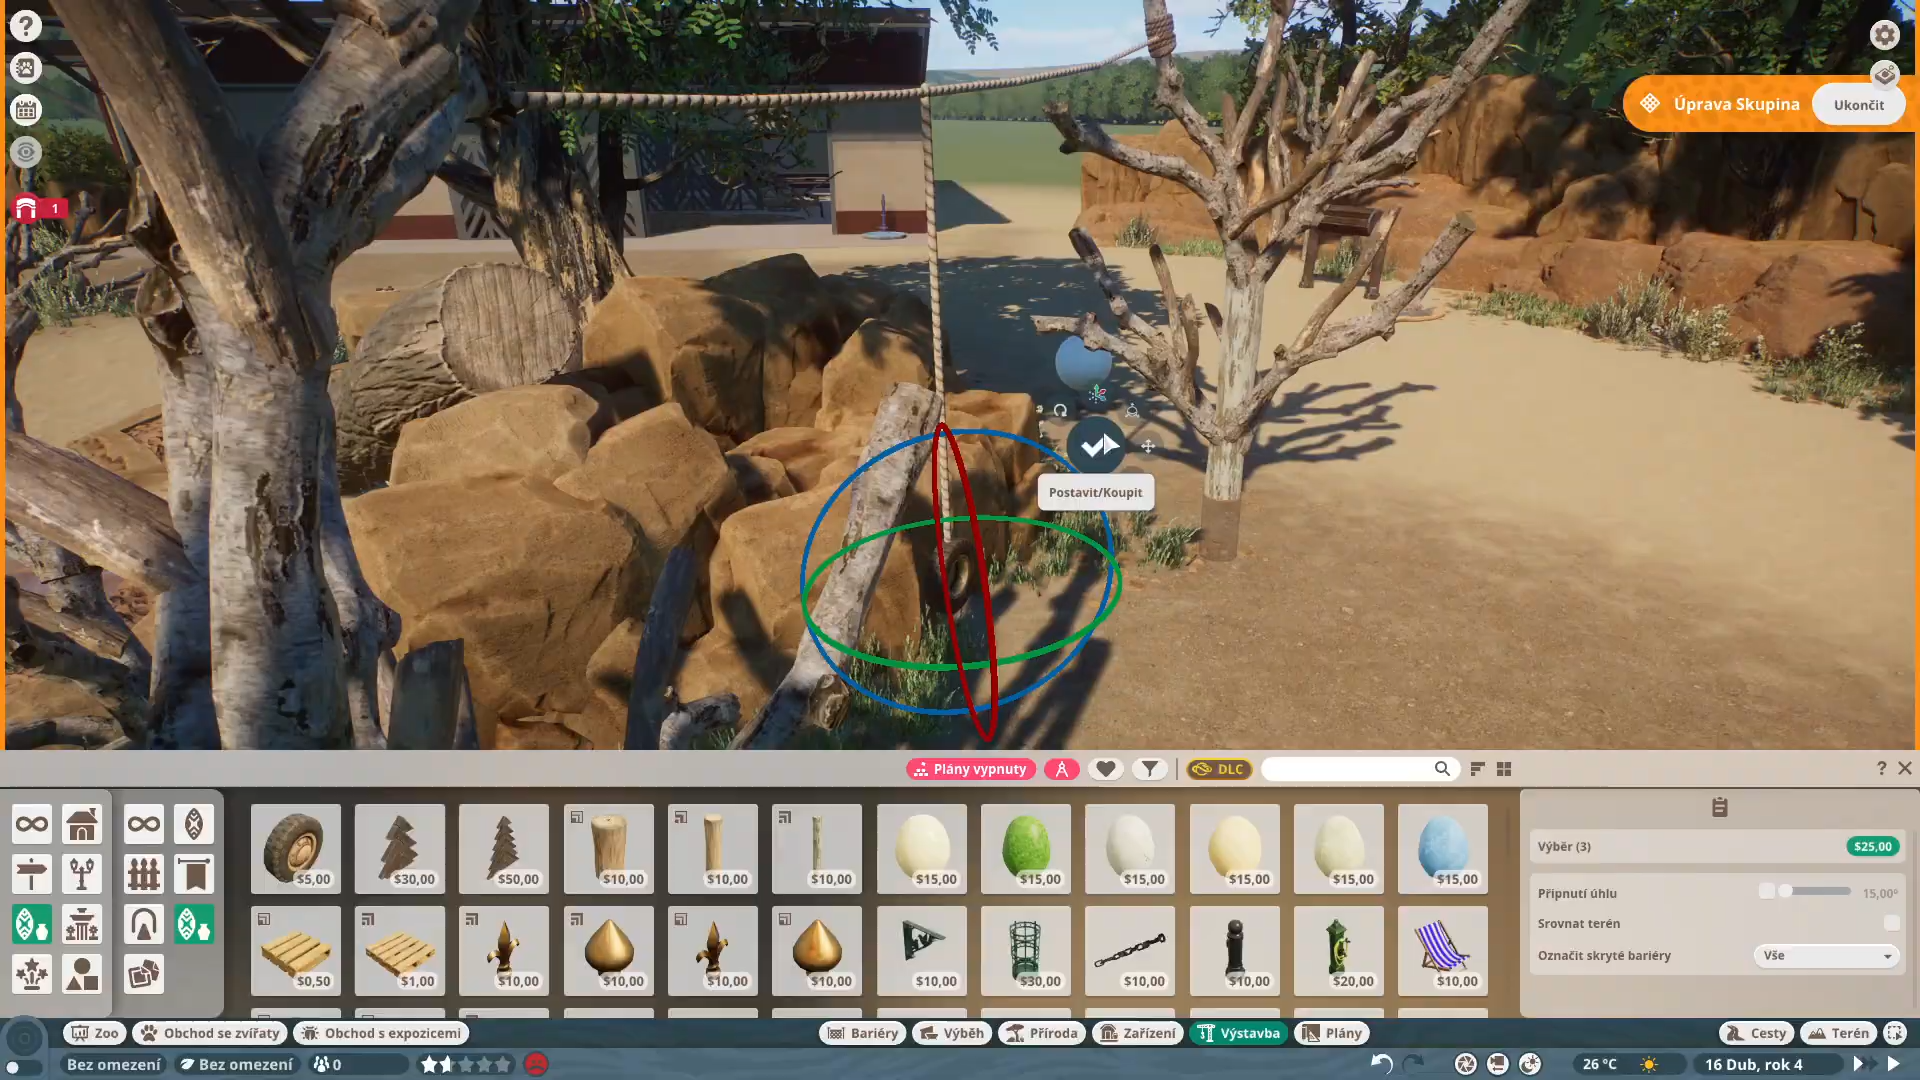 ?
Úprava Skupina
Ukončit
1
Postavit/Koupit
Plány vypnuty
DLC
?
$5,00
$30,00
$50,00
$10,00
$10,00
$10,00
$15,00
$15,00
$15,00
$15,00
$15,00
$15,00
$0,50
$1,00
$10,00
$10,00
$10,00
$10,00
$10,00
$30,00
$10,00
$10,00
$20,00
$10,00
Výběr (3)
$25,00
Připnutí úhlu
15,00°
Srovnat terén
Označit skryté bariéry
Vše
Zoo
Obchod se zvířaty
Obchod s expozicemi
Bariéry
Výběh
Příroda
Zařízení
Výstavba
Plány
Cesty
Terén
Bez omezení
Bez omezení
0
26 °C
16 Dub, rok 4